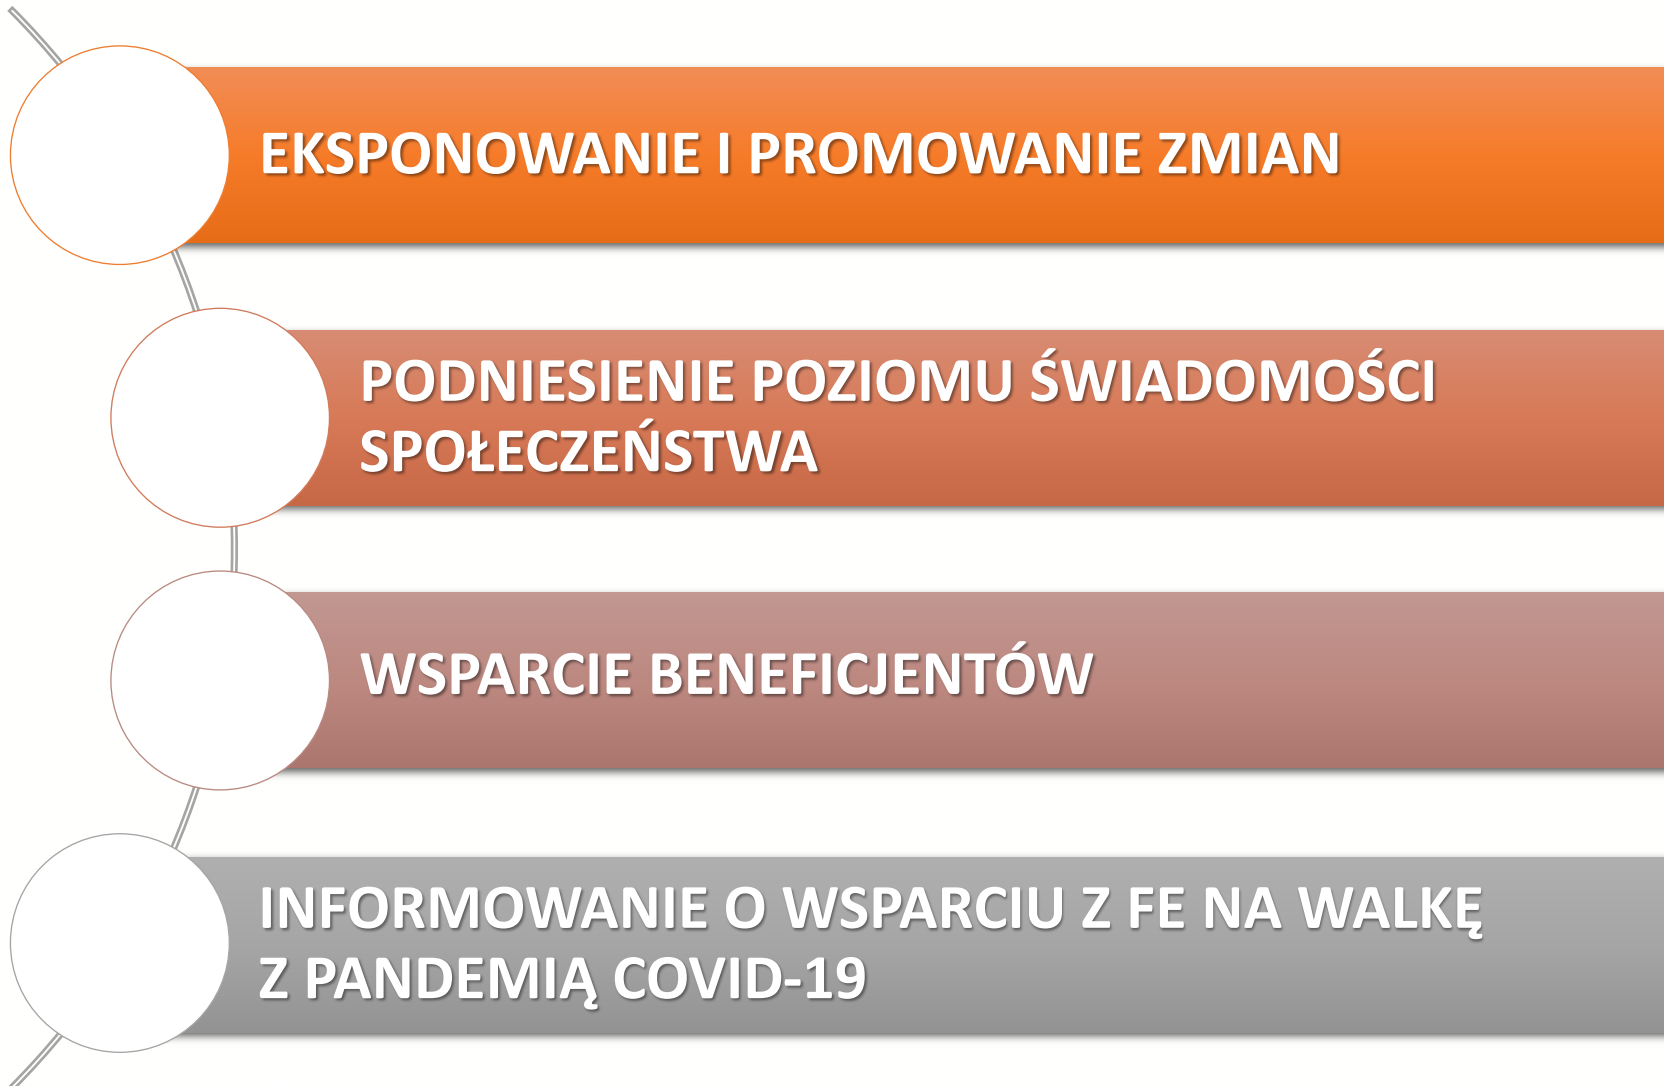 EKSPONOWANIE I PROMOWANIE ZMIAN
PODNIESIENIE POZIOMU ŚWIADOMOŚCI
SPOŁECZEŃSTWA
WSPARCIE BENEFICJENTÓW
INFORMOWANIE O WSPARCIU Z FE NA WALKĘ
Z PANDEMIĄ COVID-19